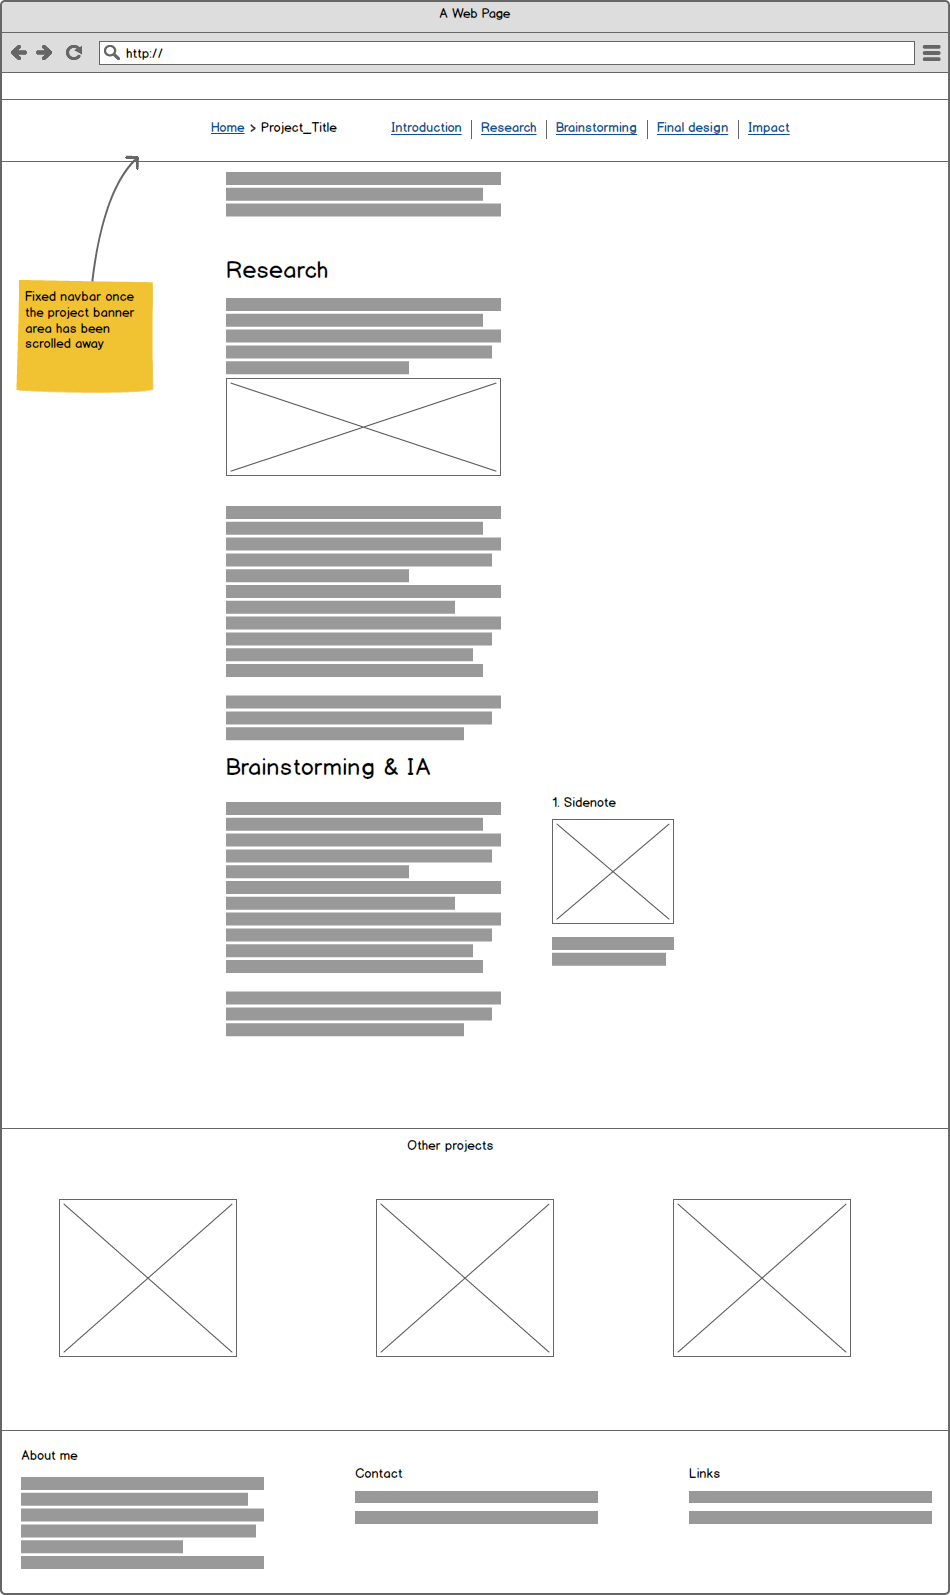 A Web Page
http://
Home > Project_Title Introduction Research Brainstorming Final design Impact
Fixed navbar once
the project banner
area has been
scrolled away
Research
Brainstorming & IA
1. Sidenote
Other projects
About me
Contact
Links